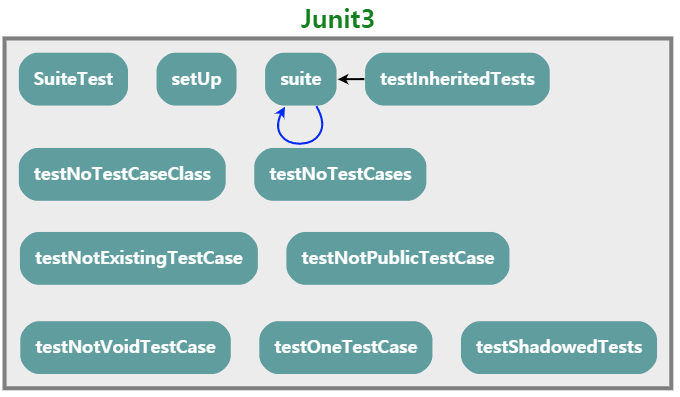 Junit3
SuiteTest setUp suite testInheritedTests
testNoTestCaseClass testNoTestCases
testNotExistingTestCase testNotPublicTestCase
testNotVoidTestCase testOneTestCase testShadowedTests